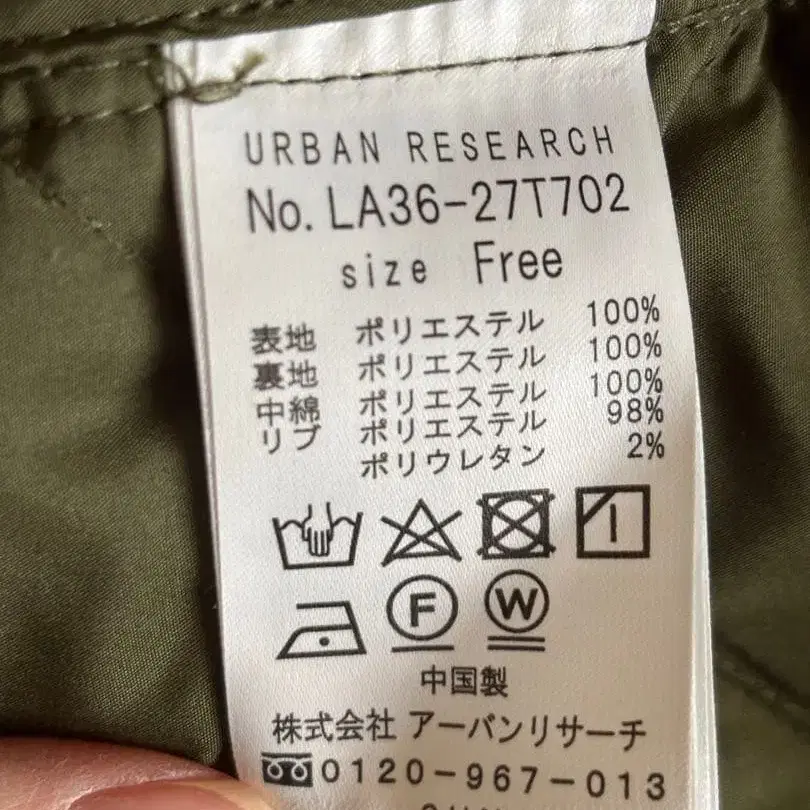 URBAN RESEARCH
No. LA36-27T702
size Free
表地 ポリエステル 100%
裏地 ポリエステル 100%
中綿 ポリエステル 100%
リブ ポリエステル 98%
ポリウレタン 2%
F W
中国製
株式会社 アーバンリサーチ
0120-967-013